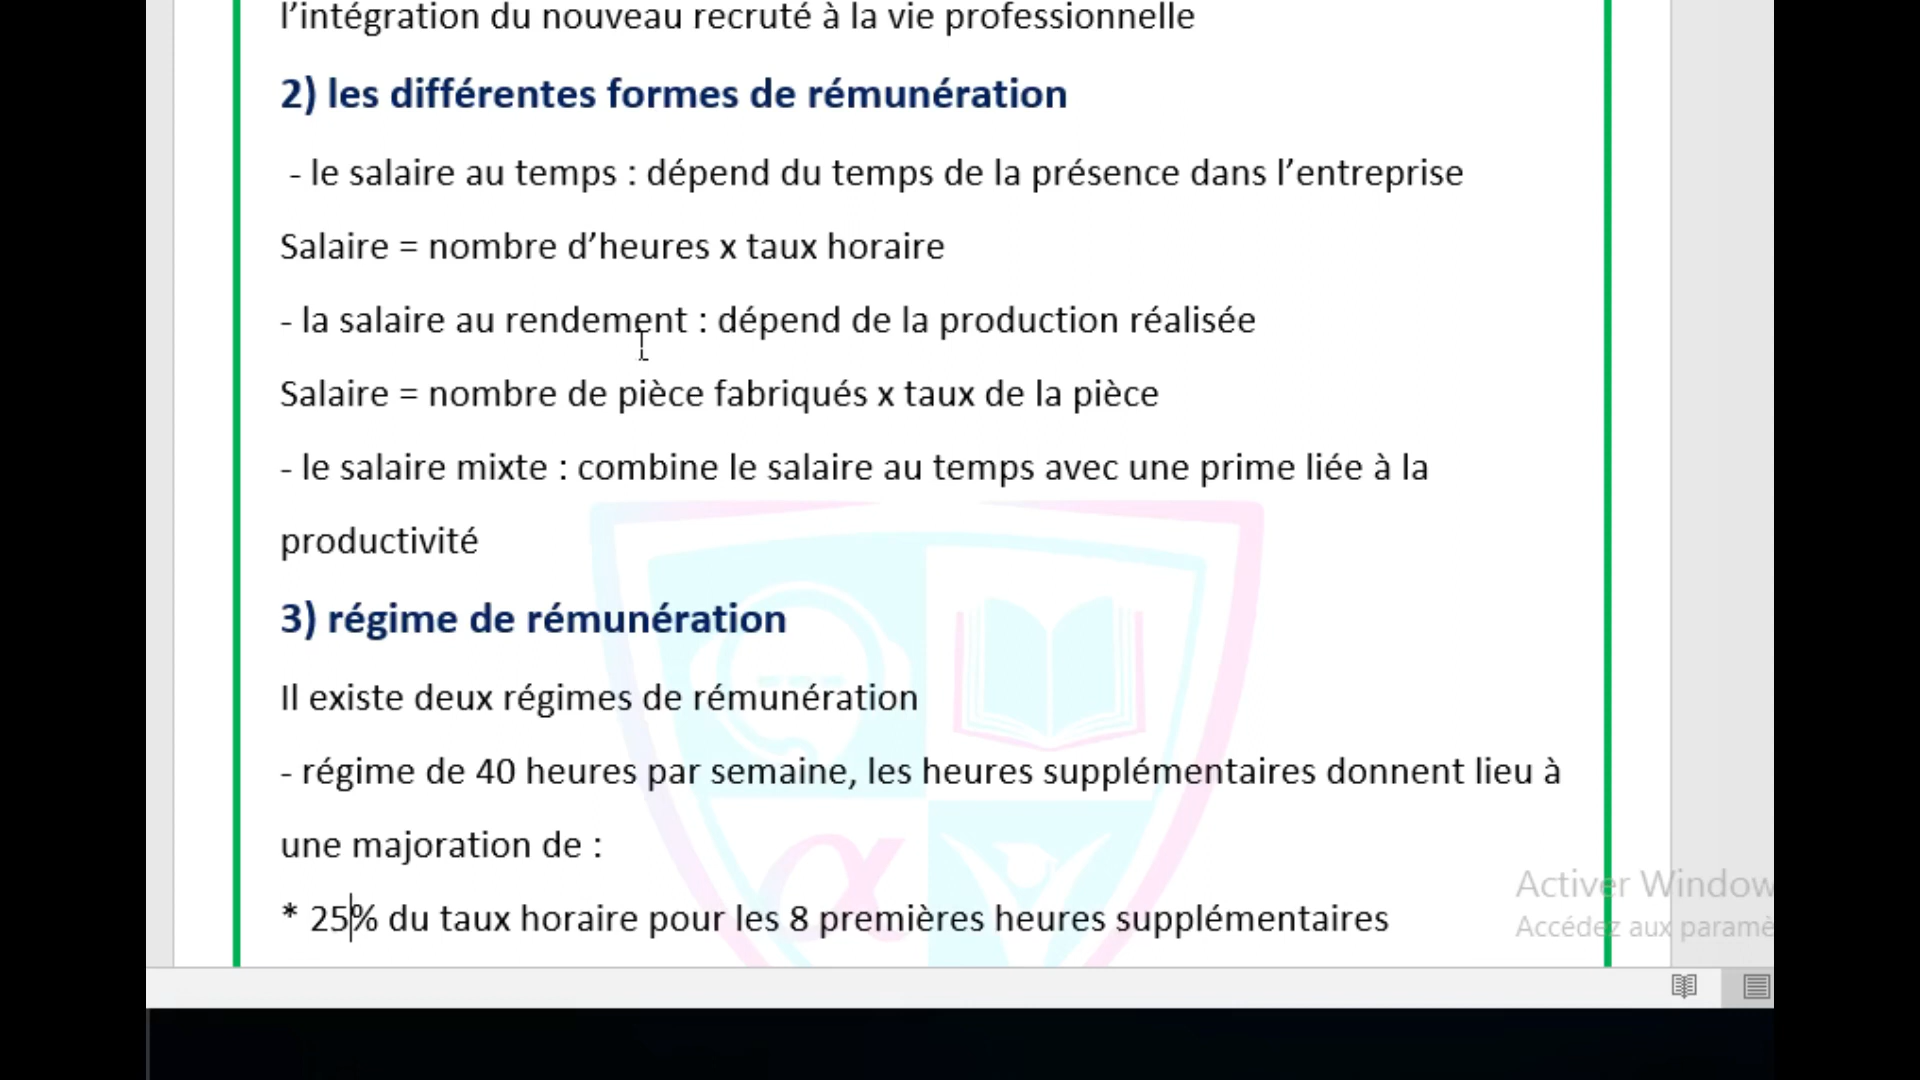 l’intégration du nouveau recruté à la vie professionnelle
2) les différentes formes de rémunération
- le salaire au temps : dépend du temps de la présence dans l’entreprise
Salaire = nombre d’heures x taux horaire
- la salaire au rendement : dépend de la production réalisée
Salaire = nombre de pièce fabriqués x taux de la pièce
- le salaire mixte : combine le salaire au temps avec une prime liée à la
productivité
3) régime de rémunération
Il existe deux régimes de rémunération
- régime de 40 heures par semaine, les heures supplémentaires donnent lieu à
une majoration de :
* 25% du taux horaire pour les 8 premières heures supplémentaires
Activer Window
Accédez aux paramè